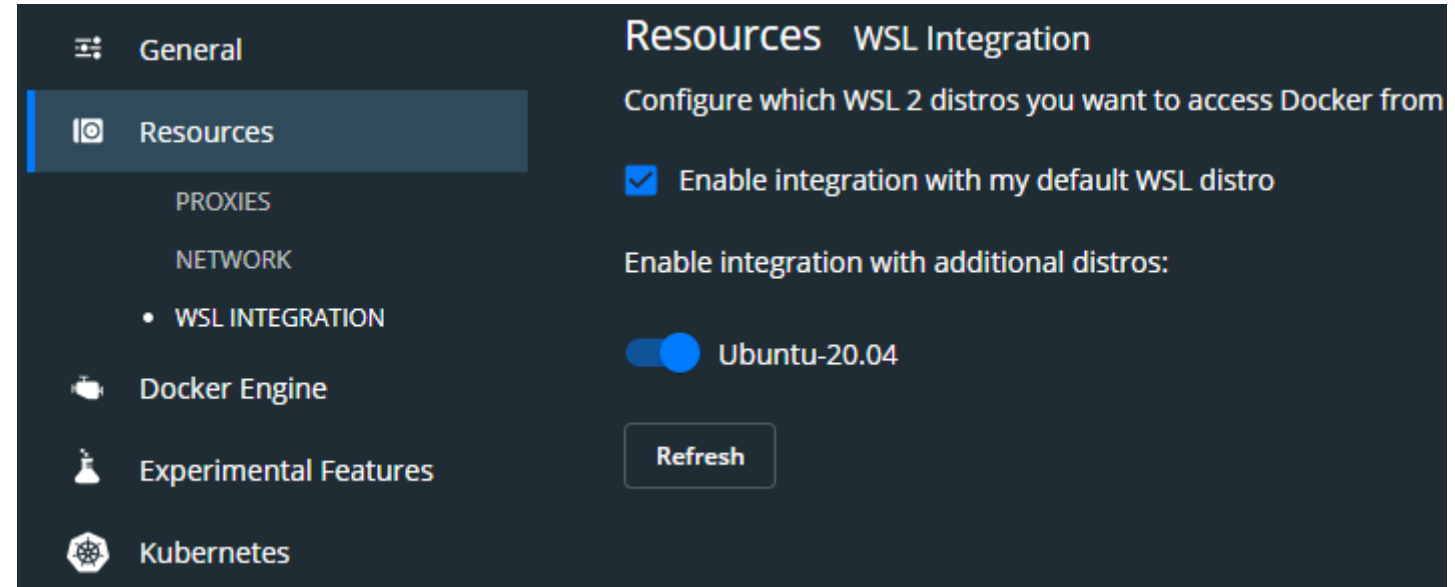 General
Resources
PROXIES
NETWORK
WSL INTEGRATION
Docker Engine
Experimental Features
Kubernetes
Resources WSL Integration
Configure which WSL 2 distros you want to access Docker from
Enable integration with my default WSL distro
Enable integration with additional distros:
Ubuntu-20.04
Refresh